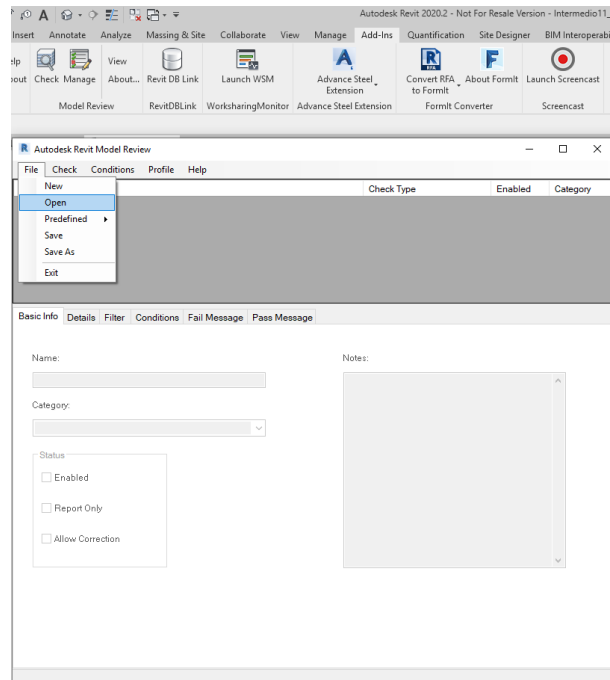 Autodesk Revit 2020.2 - Not For Resale Version - Intermedio11_
Insert Annotate Analyze Massing & Site Collaborate View Manage Add-Ins Quantification Site Designer BIM Interoperabi
View
Check Manage About... Revit DB Link Launch WSM Advance Steel Extension Convert RFA to FormIt About FormIt Launch Screencast
Model Review RevitDBLink WorksharingMonitor Advance Steel Extension FormIt Converter Screencast
Autodesk Revit Model Review
File Check Conditions Profile Help
New
Check Type Enabled Category
Open
Predefined
Save
Save As
Exit
Basic Info Details Filter Conditions Fail Message Pass Message
Name: Notes:
Category:
Status
Enabled
Report Only
Allow Correction